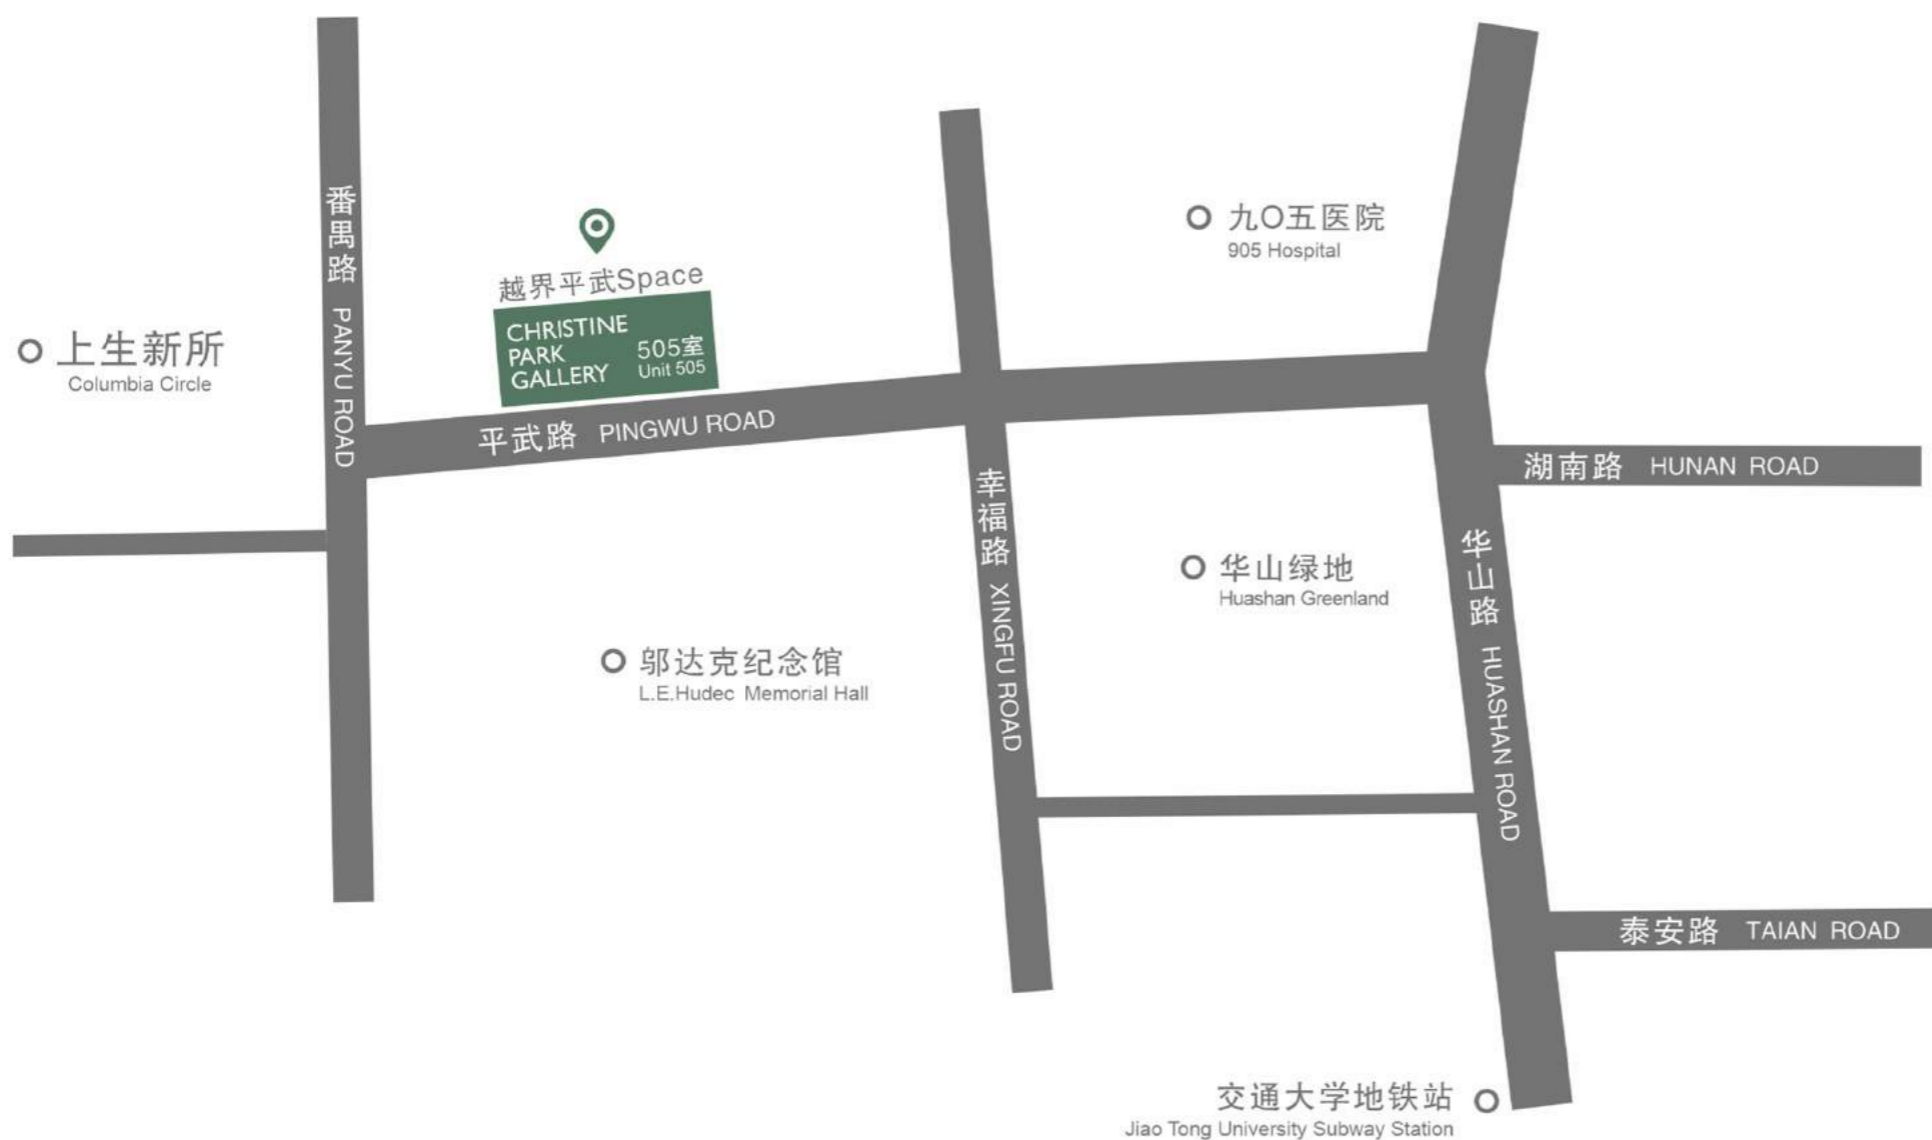 番禺路 PANYU ROAD
越界平武Space
CHRISTINE
PARK
GALLERY
505室
Unit 505
九〇五医院
905 Hospital
上生新所
Columbia Circle
平武路 PINGWU ROAD
湖南路 HUNAN ROAD
幸福路 XINGFU ROAD
华山绿地
Huashan Greenland
华山路 HUASHAN ROAD
邬达克纪念馆
L.E.Hudec Memorial Hall
泰安路 TAIAN ROAD
交通大学地铁站
Jiao Tong University Subway Station